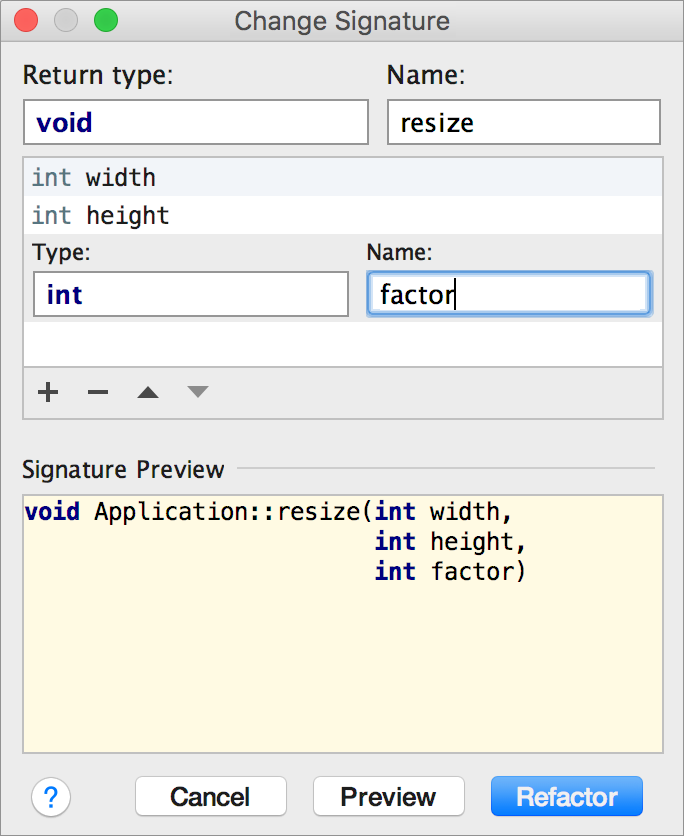 Change Signature
Return type: Name:
void resize
int width
int height
Type: Name:
int factor
Signature Preview
void Application::resize(int width,
int height,
int factor)
? Cancel Preview Refactor